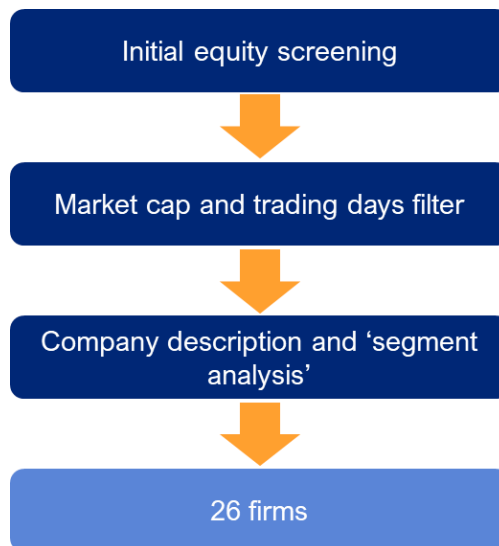 Initial equity screening
Market cap and trading days filter
Company description and ‘segment
analysis’
26 firms